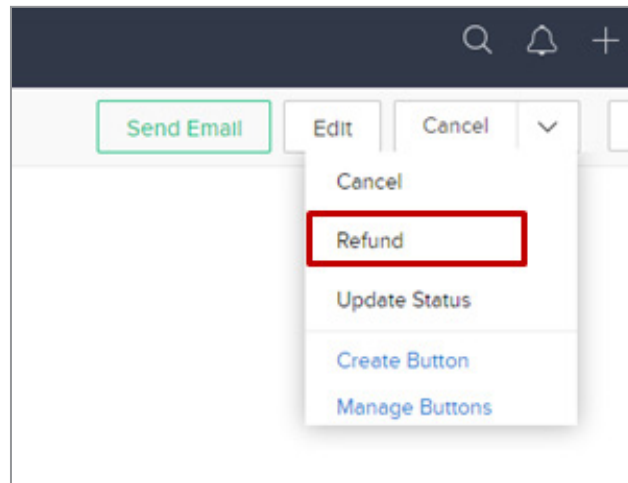 Send Email Edit Cancel
Cancel
Refund
Update Status
Create Button
Manage Buttons